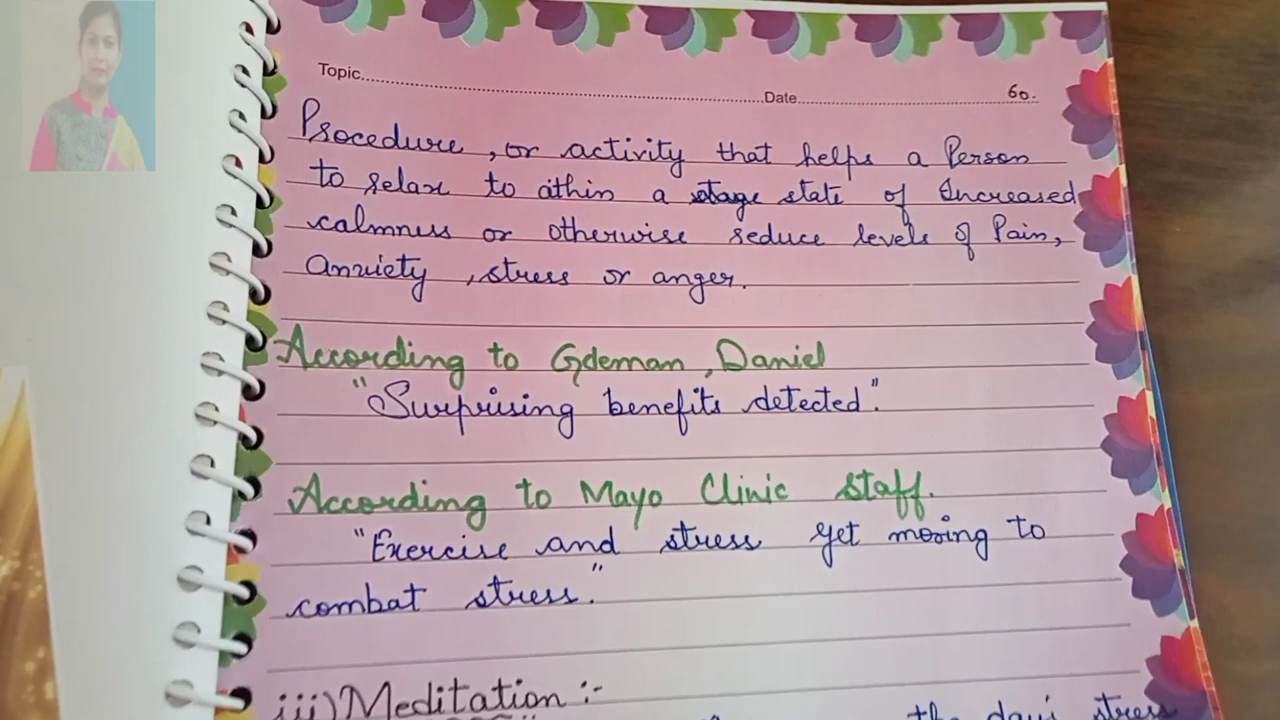 Topic..........Date.......... 60.
Procedure, or activity that helps a Person
to relax to attain a stage state of Increased
calmness or otherwise reduce levels of Pain,
Anxiety, stress or anger.
According to Goleman, Daniel
"Surprising benefits detected".
According to Mayo Clinic staff.
"Exercise and stress get moving to
combat stress."
iii) Meditation :-
the day's stress